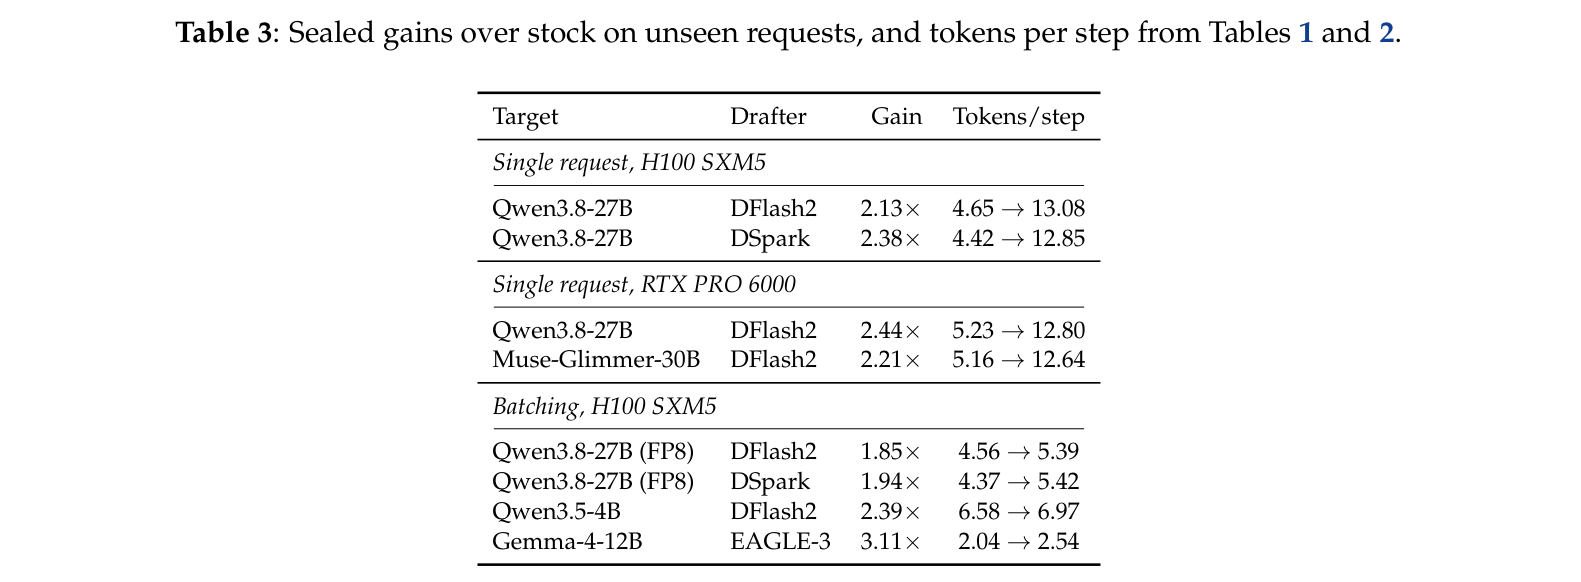 Table 3: Sealed gains over stock on unseen requests, and tokens per step from Tables 1 and 2.
Target Drafter Gain Tokens/step
Single request, H100 SXM5
Qwen3.8-27B DFlash2 2.13× 4.65 → 13.08
Qwen3.8-27B DSpark 2.38× 4.42 → 12.85
Single request, RTX PRO 6000
Qwen3.8-27B DFlash2 2.44× 5.23 → 12.80
Muse-Glimmer-30B DFlash2 2.21× 5.16 → 12.64
Batching, H100 SXM5
Qwen3.8-27B (FP8) DFlash2 1.85× 4.56 → 5.39
Qwen3.8-27B (FP8) DSpark 1.94× 4.37 → 5.42
Qwen3.5-4B DFlash2 2.39× 6.58 → 6.97
Gemma-4-12B EAGLE-3 3.11× 2.04 → 2.54